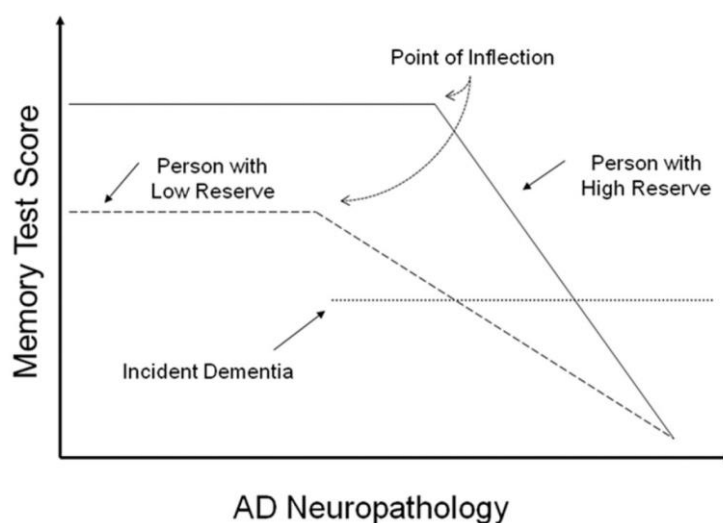 Point of Inflection
Person with
Low Reserve
Person with
High Reserve
Incident Dementia
Memory Test Score
AD Neuropathology